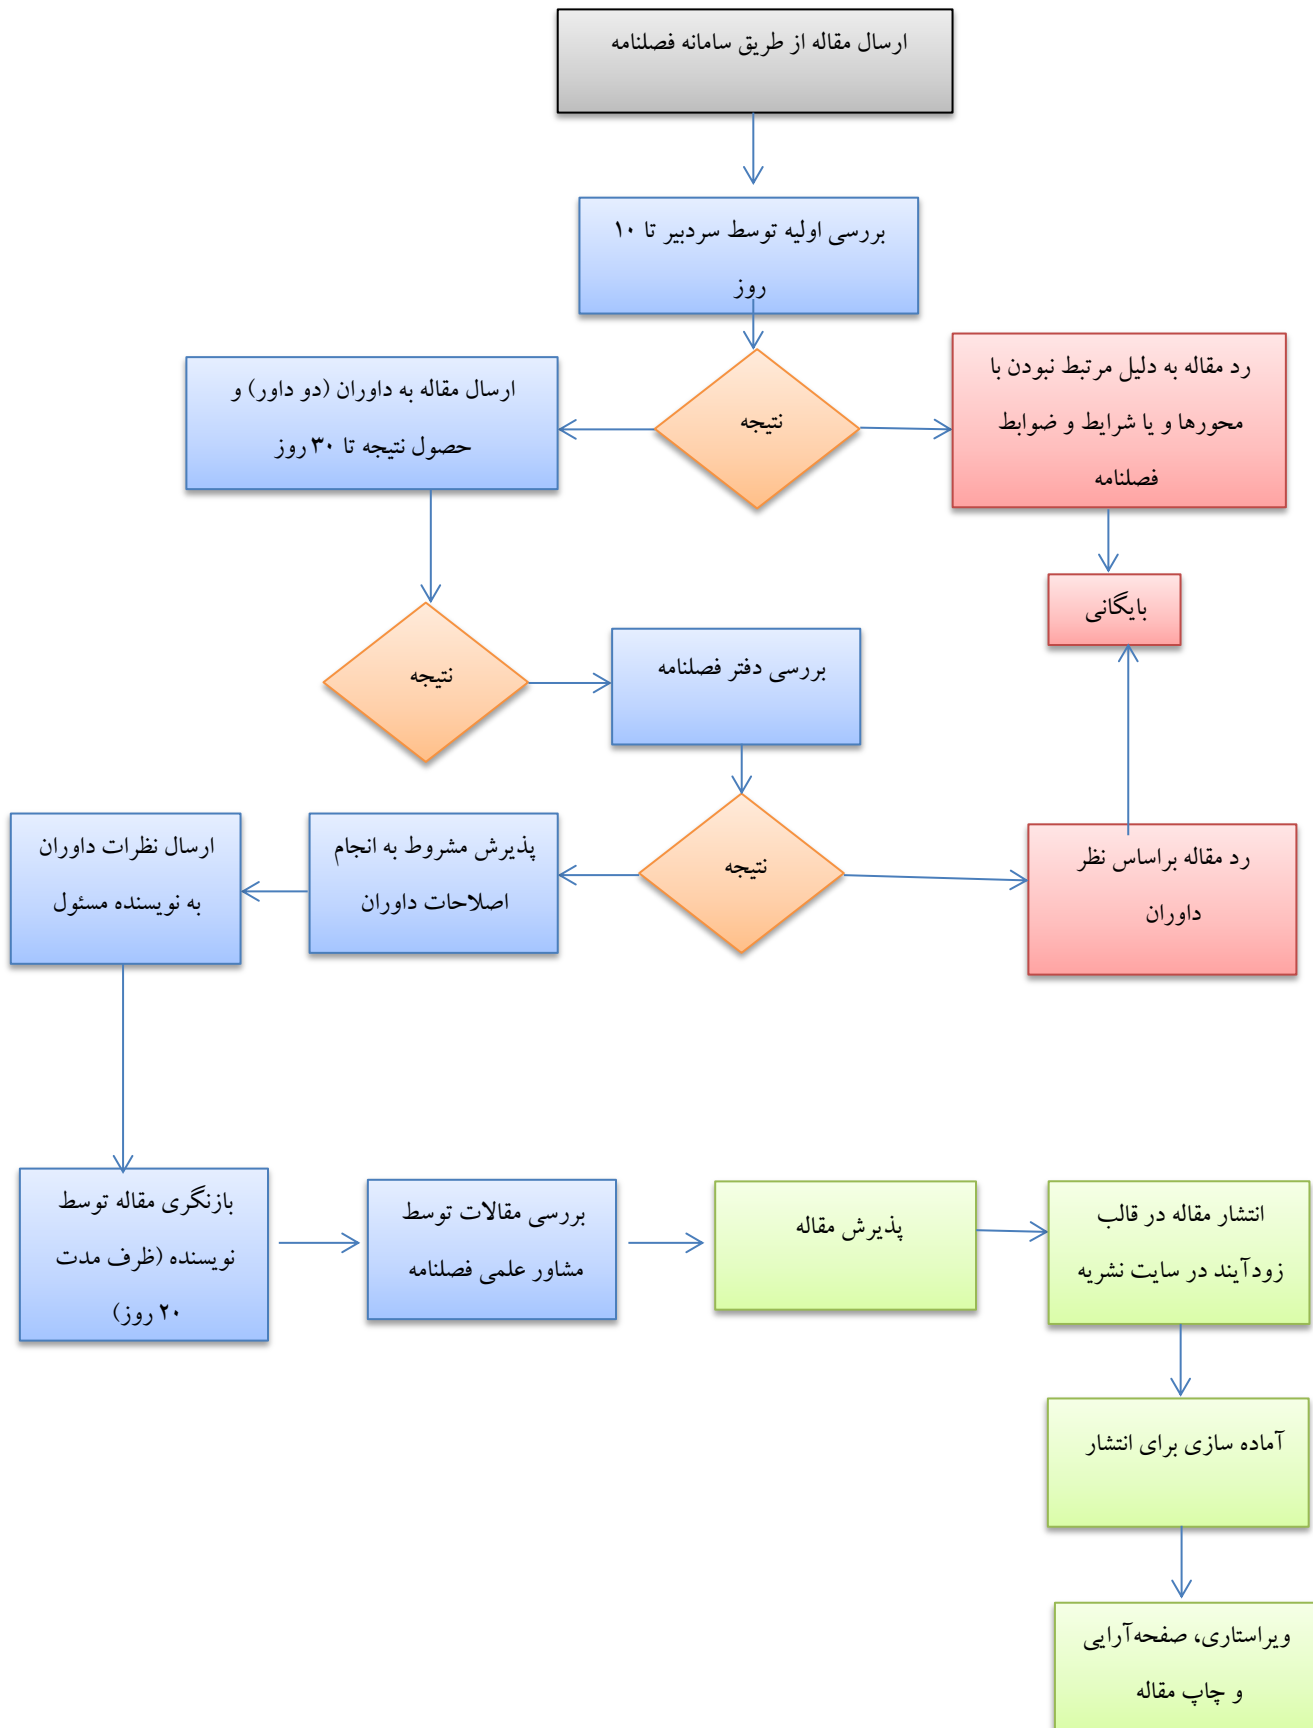 ارسال مقاله از طریق سامانه فصلنامه
بررسی اولیه توسط سردبیر تا ۱۰
روز
نتیجه
رد مقاله به دلیل مرتبط نبودن با
محورها و یا شرایط و ضوابط
فصلنامه
ارسال مقاله به داوران (دو داور) و
حصول نتیجه تا ۳۰ روز
بایگانی
نتیجه
بررسی دفتر فصلنامه
نتیجه
رد مقاله براساس نظر
داوران
پذیرش مشروط به انجام
اصلاحات داوران
ارسال نظرات داوران
به نویسنده مسئول
بازنگری مقاله توسط
نویسنده (ظرف مدت
۲۰ روز)
بررسی مقالات توسط
مشاور علمی فصلنامه
پذیرش مقاله
انتشار مقاله در قالب
زودآیند در سایت نشریه
آماده سازی برای انتشار
ویراستاری، صفحه‌آرایی
و چاپ مقاله